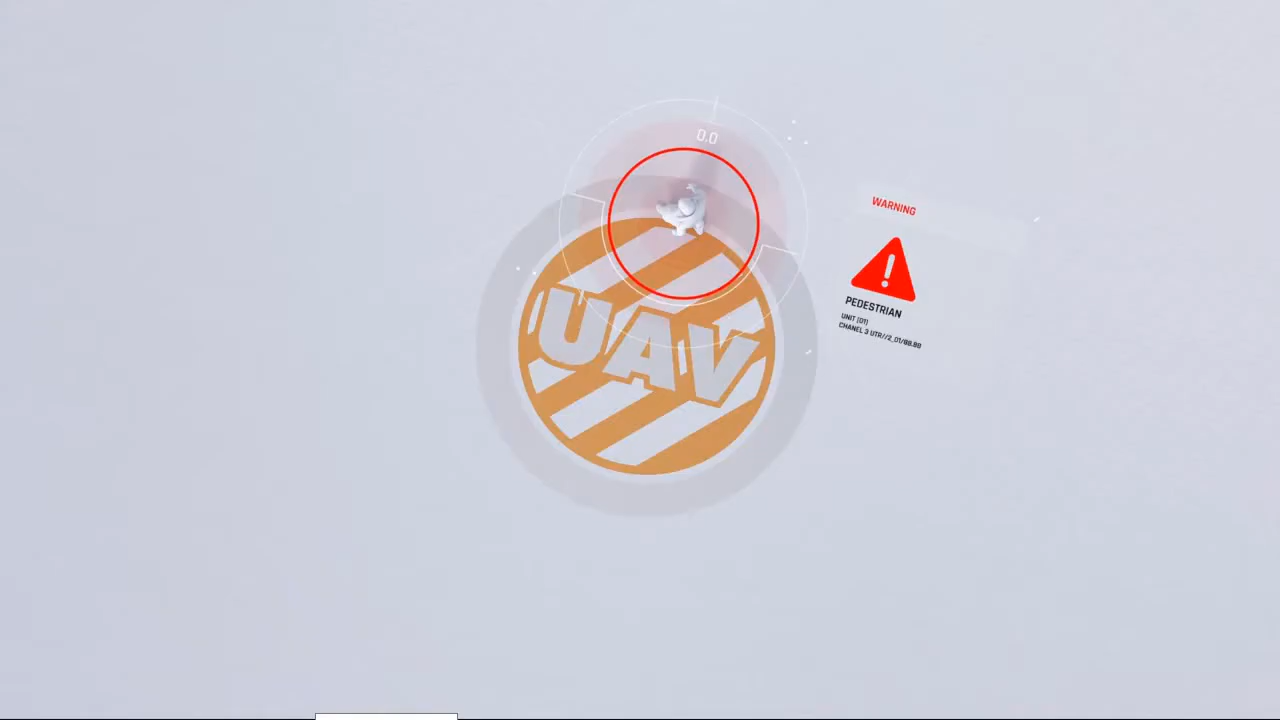 0.0
WARNING
PEDESTRIAN
UNIT (01)
CHANEL 3 UTR//2_01/88.88
UAV